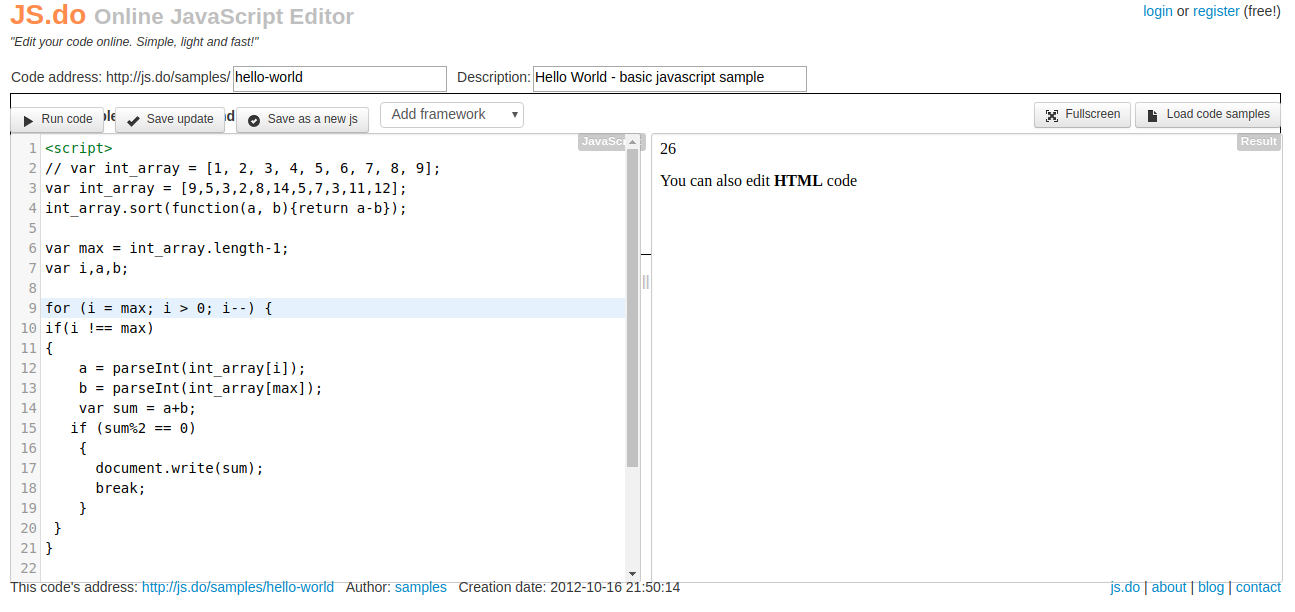 JS.do Online JavaScript Editor
login or register (free!)
"Edit your code online. Simple, light and fast!"
Code address: http://js.do/samples/ hello-world Description: Hello World - basic javascript sample
Run code Save update Save as a new js Add framework Fullscreen Load code samples
JavaScr
Result
1 <script>
2 // var int_array = [1, 2, 3, 4, 5, 6, 7, 8, 9];
3 var int_array = [9,5,3,2,8,14,5,7,3,11,12];
4 int_array.sort(function(a, b){return a-b});
5
6 var max = int_array.length-1;
7 var i,a,b;
8
9 for (i = max; i > 0; i--) {
10 if(i !== max)
11 {
12     a = parseInt(int_array[i]);
13     b = parseInt(int_array[max]);
14     var sum = a+b;
15    if (sum%2 == 0)
16     {
17       document.write(sum);
18       break;
19     }
20  }
21 }
22
26
You can also edit HTML code
This code's address: http://js.do/samples/hello-world Author: samples Creation date: 2012-10-16 21:50:14
js.do | about | blog | contact